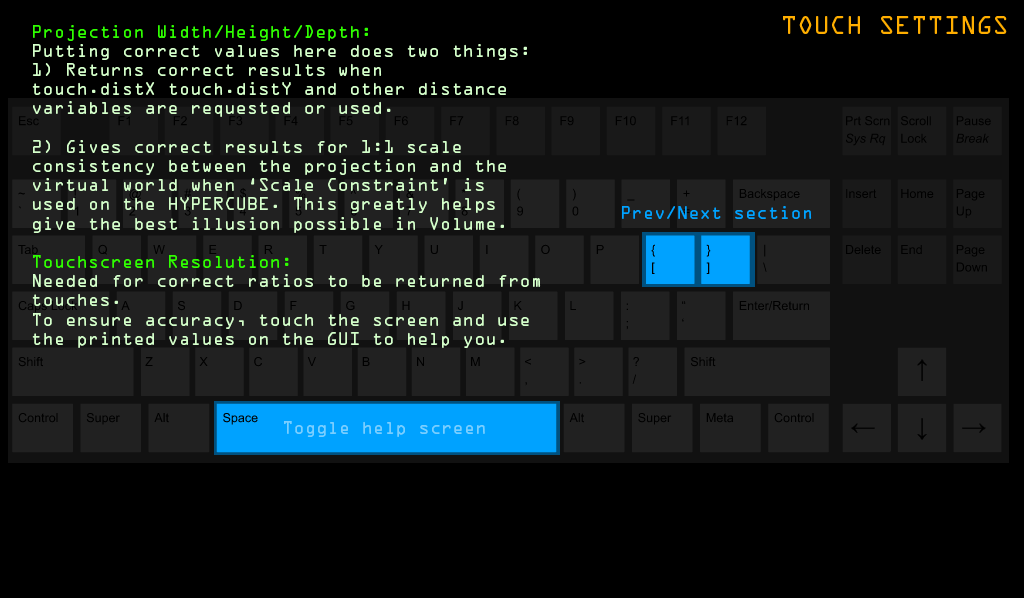 TOUCH SETTINGS
Projection Width/Height/Depth:
Putting correct values here does two things:
1) Returns correct results when
touch.distX touch.distY and other distance
variables are requested or used.
2) Gives correct results for 1:1 scale
consistency between the projection and the
virtual world when 'Scale Constraint' is
used on the HYPERCUBE. This greatly helps
give the best illusion possible in Volume.
Touchscreen Resolution:
Needed for correct ratios to be returned from
touches.
To ensure accuracy, touch the screen and use
the printed values on the GUI to help you.
Prev/Next section
Toggle help screen
Esc F1 F2 F3 F4 F5 F6 F7 F8 F9 F10 F11 F12 Prt Scrn Scroll Pause
Sys Rq Lock Break
~ ( ) _ + Backspace Insert Home Page
9 0 Up
Tab Q W E R T Y U I O P { } | Delete End Page
[ ] \ Down
Caps Lock A S D F G H J K L : " Enter/Return
; '
Shift Z X C V B N M < > ? Shift ↑
, . /
Control Super Alt Space Alt Super Meta Control ← ↓ →